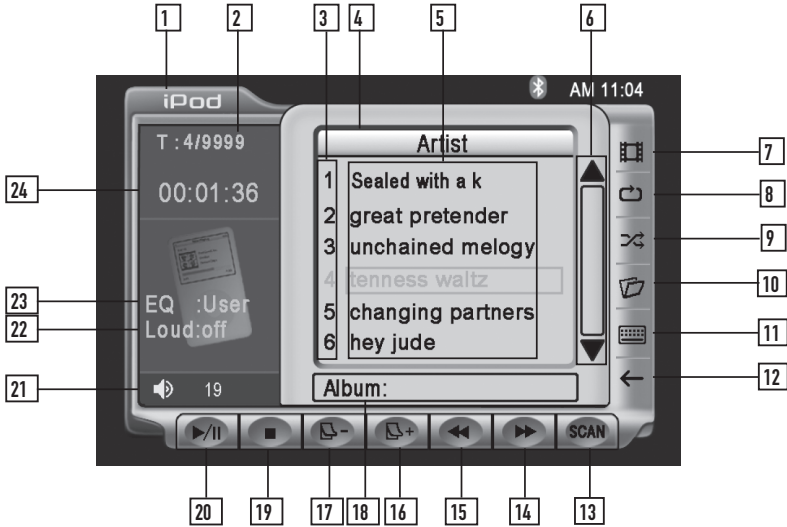 1 2 3 4 5 6
iPod
AM 11:04
T : 4/9999
Artist
7
24
00:01:36
1 Sealed with a k
8
2 great pretender
3 unchained melogy
9
4 tenness waltz
10
23
EQ :User
5 changing partners
22
Loud:off
6 hey jude
11
21
19
Album:
12
SCAN
20 19 17 18 16 15 14 13